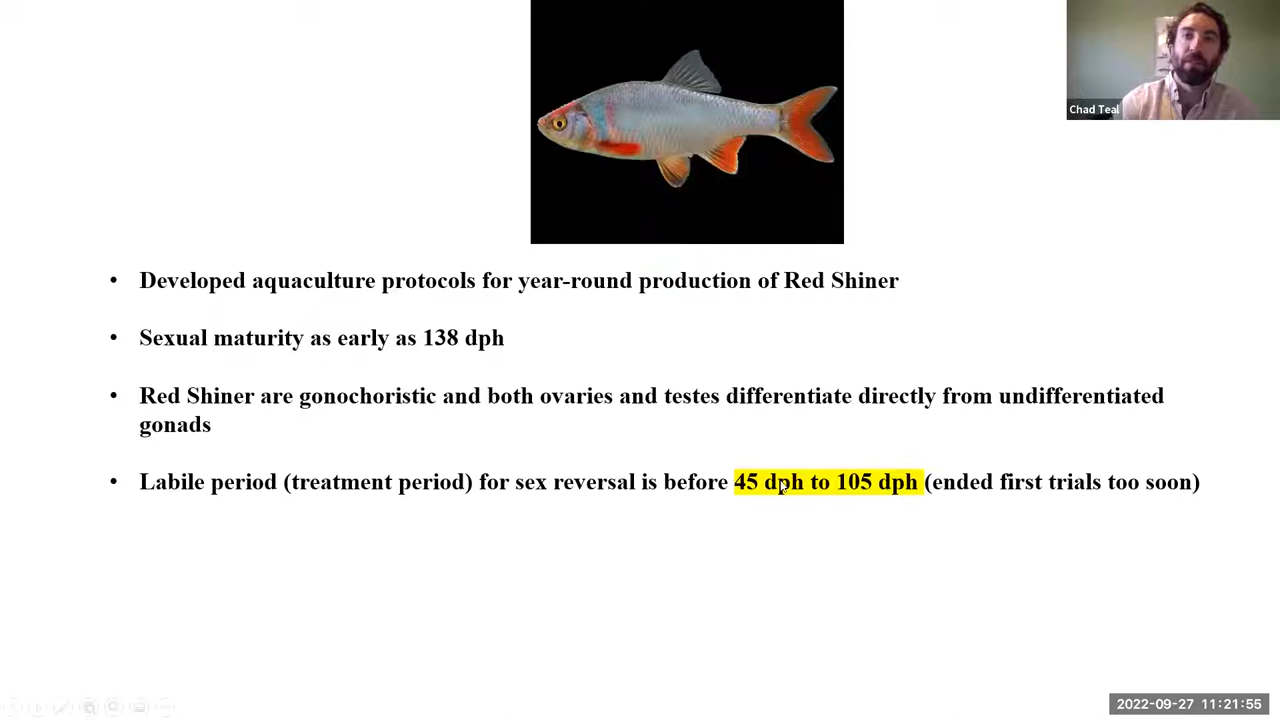 Chad Teal
• Developed aquaculture protocols for year-round production of Red Shiner
• Sexual maturity as early as 138 dph
• Red Shiner are gonochoristic and both ovaries and testes differentiate directly from undifferentiated
gonads
• Labile period (treatment period) for sex reversal is before 45 dph to 105 dph (ended first trials too soon)
2022-09-27 11:21:55